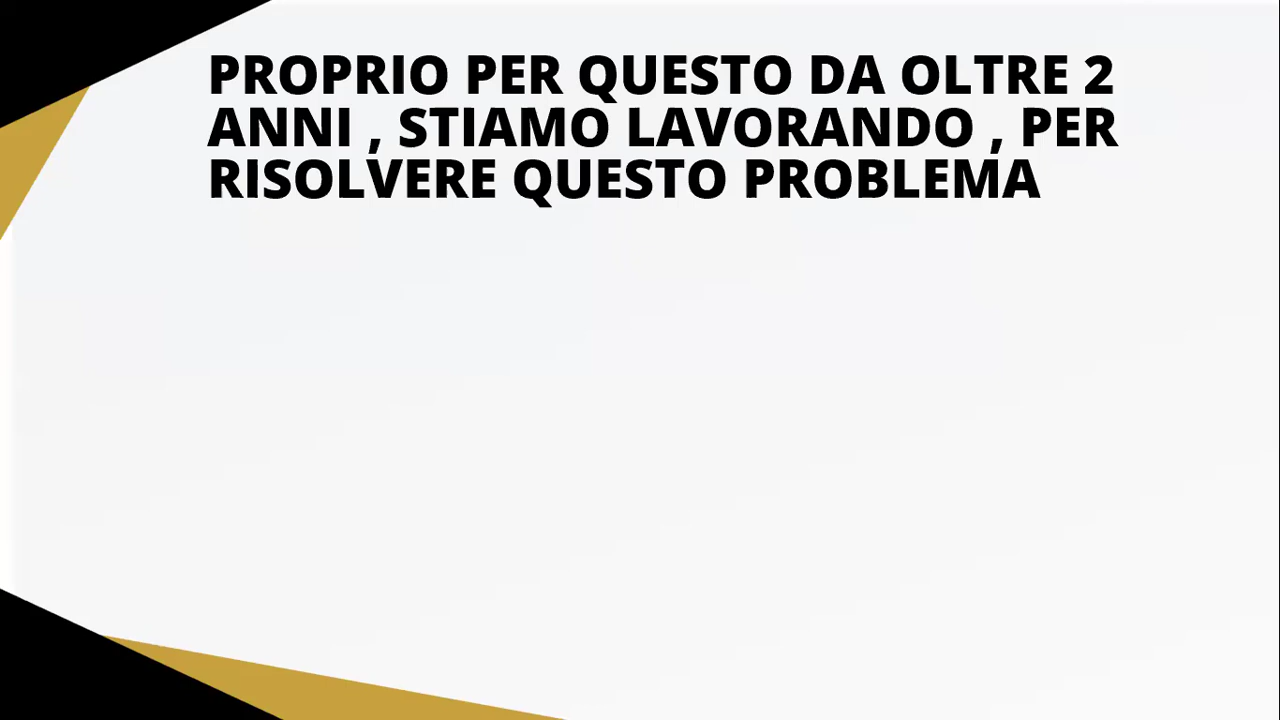 PROPRIO PER QUESTO DA OLTRE 2
ANNI , STIAMO LAVORANDO , PER
RISOLVERE QUESTO PROBLEMA